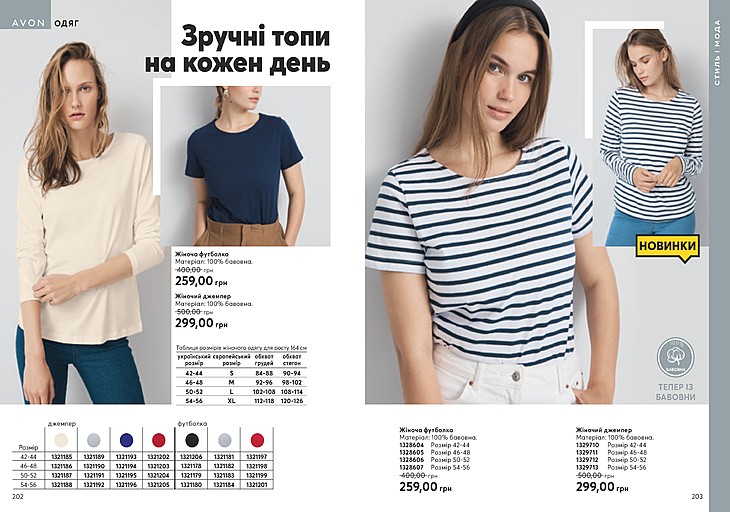 AVON ОДЯГ
Зручні топи
на кожен день
Жіноча футболка
Матеріал: 100% бавовна.
400,00 грн
259,00 грн
Жіночий джемпер
Матеріал: 100% бавовна.
500,00 грн
299,00 грн
Таблиця розмірів жіночого одягу для росту 164 см
український розмір європейський розмір обхват грудей обхват стегон
42-44 S 84-88 90-94
46-48 M 92-96 98-102
50-52 L 102-108 108-114
54-56 XL 112-118 120-126
джемпер футболка
Розмір
42-44 1321185 1321189 1321193 1321202 1321206 1321181 1321197
46-48 1321186 1321190 1321194 1321203 1321178 1321182 1321198
50-52 1321187 1321191 1321195 1321204 1321179 1321183 1321199
54-56 1321188 1321192 1321196 1321205 1321180 1321184 1321201
202
СТИЛЬ І МОДА
НОВИНКИ
100%
БАВОВНА
ТЕПЕР ІЗ
БАВОВНИ
Жіноча футболка
Матеріал: 100% бавовна.
1328604 Розмір 42-44
1328605 Розмір 46-48
1328606 Розмір 50-52
1328607 Розмір 54-56
400,00 грн
259,00 грн
Жіночий джемпер
Матеріал: 100% бавовна.
1329710 Розмір 42-44
1329711 Розмір 46-48
1329712 Розмір 50-52
1329713 Розмір 54-56
500,00 грн
299,00 грн
203